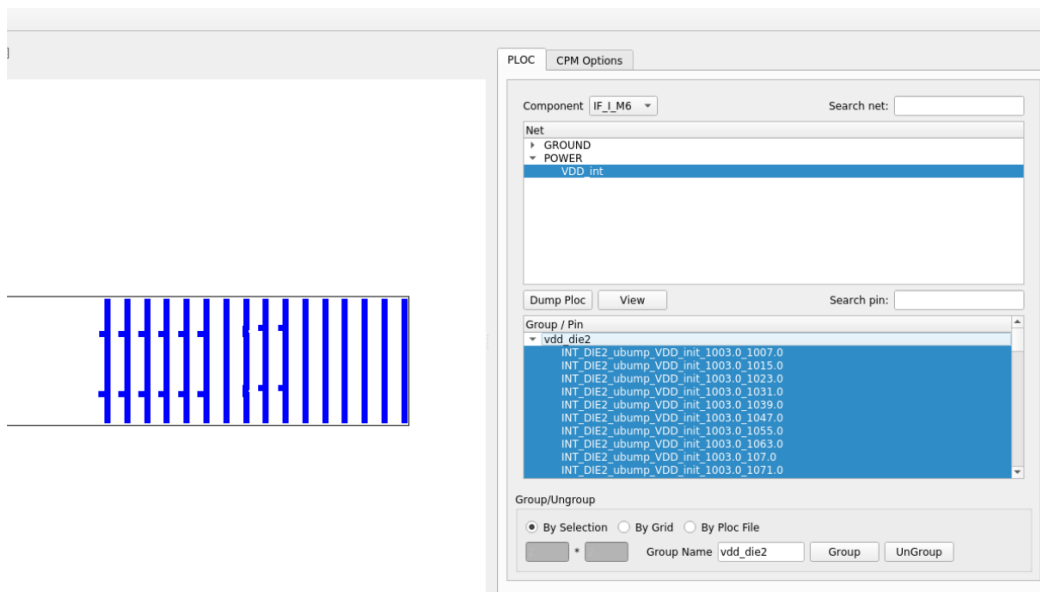 PLOC CPM Options
Component IF_I_M6 Search net:
Net
GROUND
POWER
VDD_int
Dump Ploc View Search pin:
Group / Pin
vdd_die2
INT_DIE2_ubump_VDD_init_1003.0_1007.0
INT_DIE2_ubump_VDD_init_1003.0_1015.0
INT_DIE2_ubump_VDD_init_1003.0_1023.0
INT_DIE2_ubump_VDD_init_1003.0_1031.0
INT_DIE2_ubump_VDD_init_1003.0_1039.0
INT_DIE2_ubump_VDD_init_1003.0_1047.0
INT_DIE2_ubump_VDD_init_1003.0_1055.0
INT_DIE2_ubump_VDD_init_1003.0_1063.0
INT_DIE2_ubump_VDD_init_1003.0_107.0
INT_DIE2_ubump_VDD_init_1003.0_1071.0
Group/Ungroup
By Selection By Grid By Ploc File
* Group Name vdd_die2 Group UnGroup